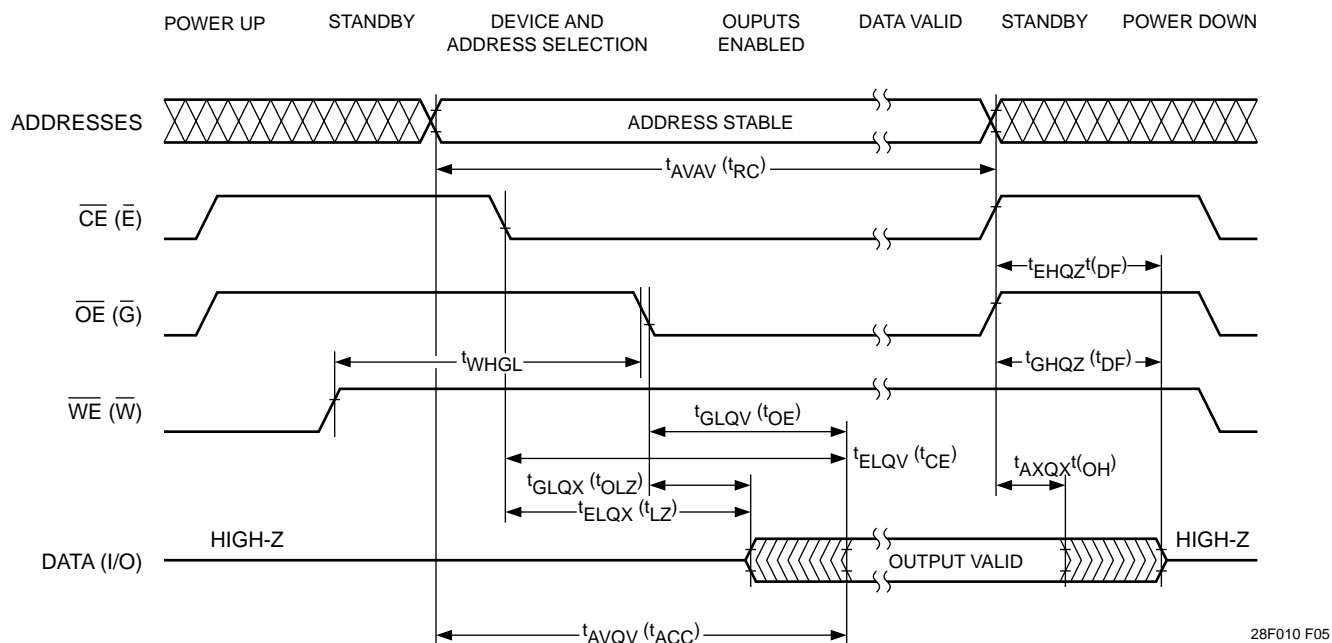 POWER UP
STANDBY
DEVICE AND
ADDRESS SELECTION
OUPUTS
ENABLED
DATA VALID
STANDBY
POWER DOWN
ADDRESSES
ADDRESS STABLE
tAVAV (tRC)
CE (E)
tEHQZt(DF)
OE (G)
tWHGL
tGHQZ (tDF)
WE (W)
tGLQV (tOE)
tELQV (tCE)
tAXQXt(OH)
tGLQX (tOLZ)
tELQX (tLZ)
DATA (I/O)
HIGH-Z
OUTPUT VALID
HIGH-Z
tAVQV (tACC)
28F010 F05